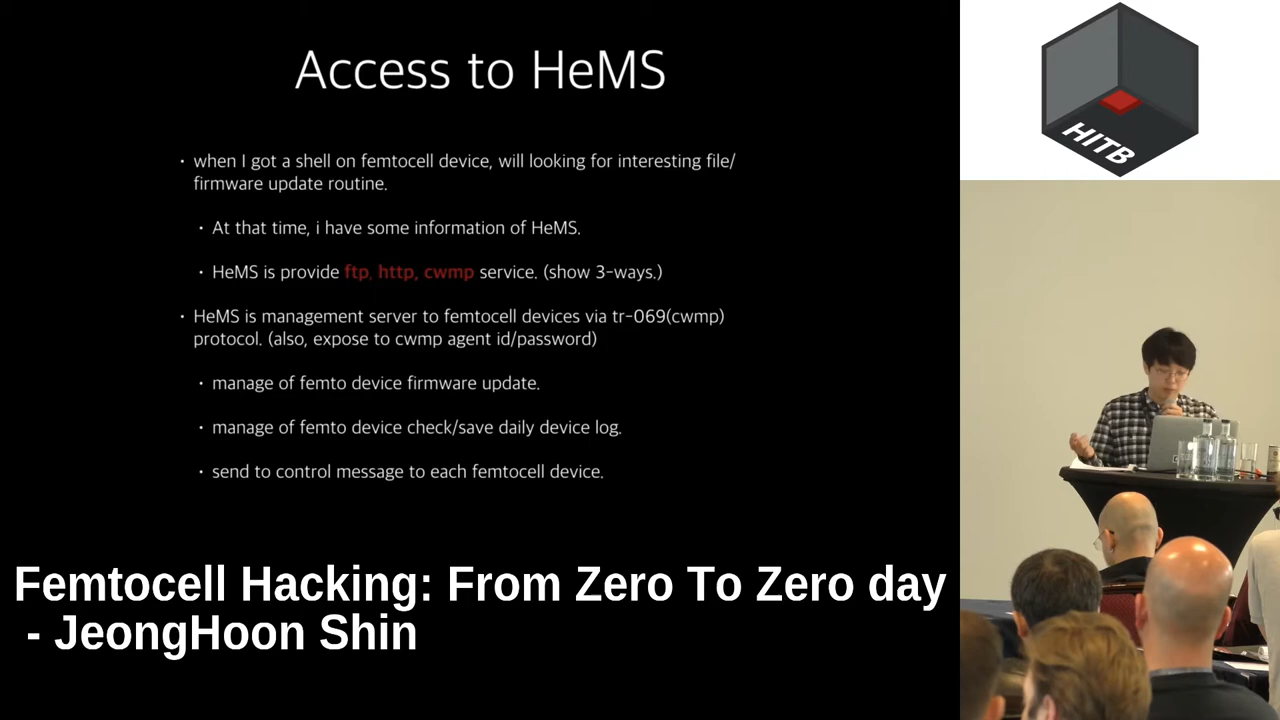 Access to HeMS
• when I got a shell on femtocell device, will looking for interesting file/
firmware update routine.
• At that time, i have some information of HeMS.
• HeMS is provide ftp, http, cwmp service. (show 3-ways.)
• HeMS is management server to femtocell devices via tr-069(cwmp)
protocol. (also, expose to cwmp agent id/password)
• manage of femto device firmware update.
• manage of femto device check/save daily device log.
• send to control message to each femtocell device.
Femtocell Hacking: From Zero To Zero day
- JeongHoon Shin
HITB